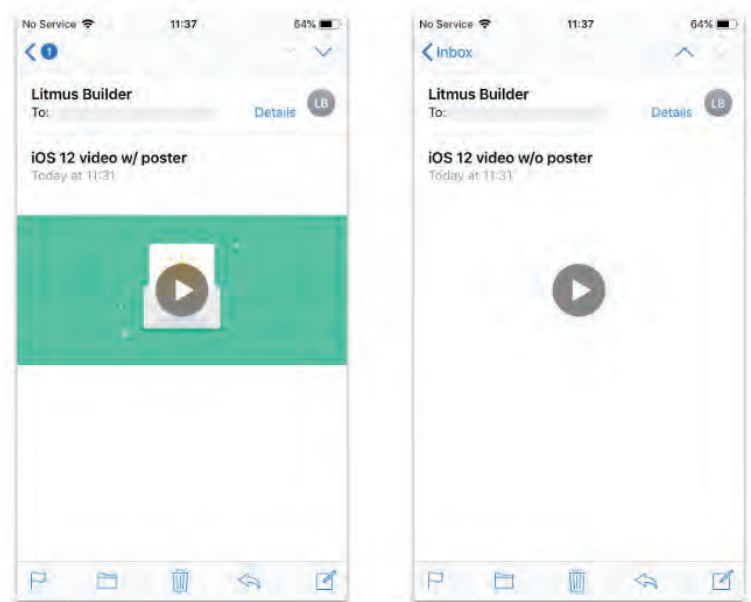 No Service 11:37 64%
1
Litmus Builder
To: Details LB
iOS 12 video w/ poster
Today at 11:31
No Service 11:37 64%
Inbox
Litmus Builder
To: Details LB
iOS 12 video w/o poster
Today at 11:31